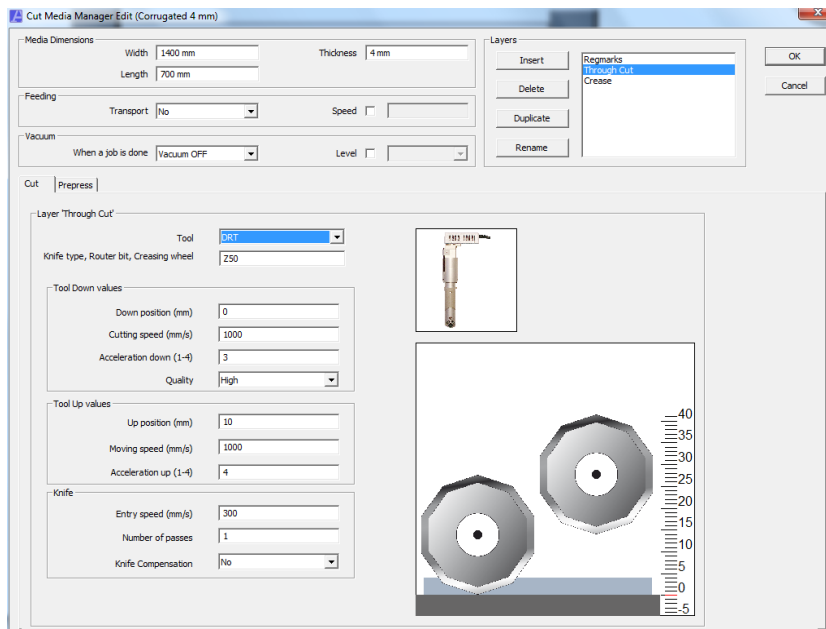 Cut Media Manager Edit (Corrugated 4 mm)
Media Dimensions
Width 1400 mm Thickness 4 mm
Length 700 mm
Feeding
Transport No Speed
Vacuum
When a job is done Vacuum OFF Level
Layers
Insert
Delete
Duplicate
Rename
Regmarks
Through Cut
Crease
OK
Cancel
Cut Prepress
Layer 'Through Cut'
Tool DRT
Knife type, Router bit, Creasing wheel Z50
Tool Down values
Down position (mm) 0
Cutting speed (mm/s) 1000
Acceleration down (1-4) 3
Quality High
Tool Up values
Up position (mm) 10
Moving speed (mm/s) 1000
Acceleration up (1-4) 4
Knife
Entry speed (mm/s) 300
Number of passes 1
Knife Compensation No
40
35
30
25
20
15
10
5
0
-5